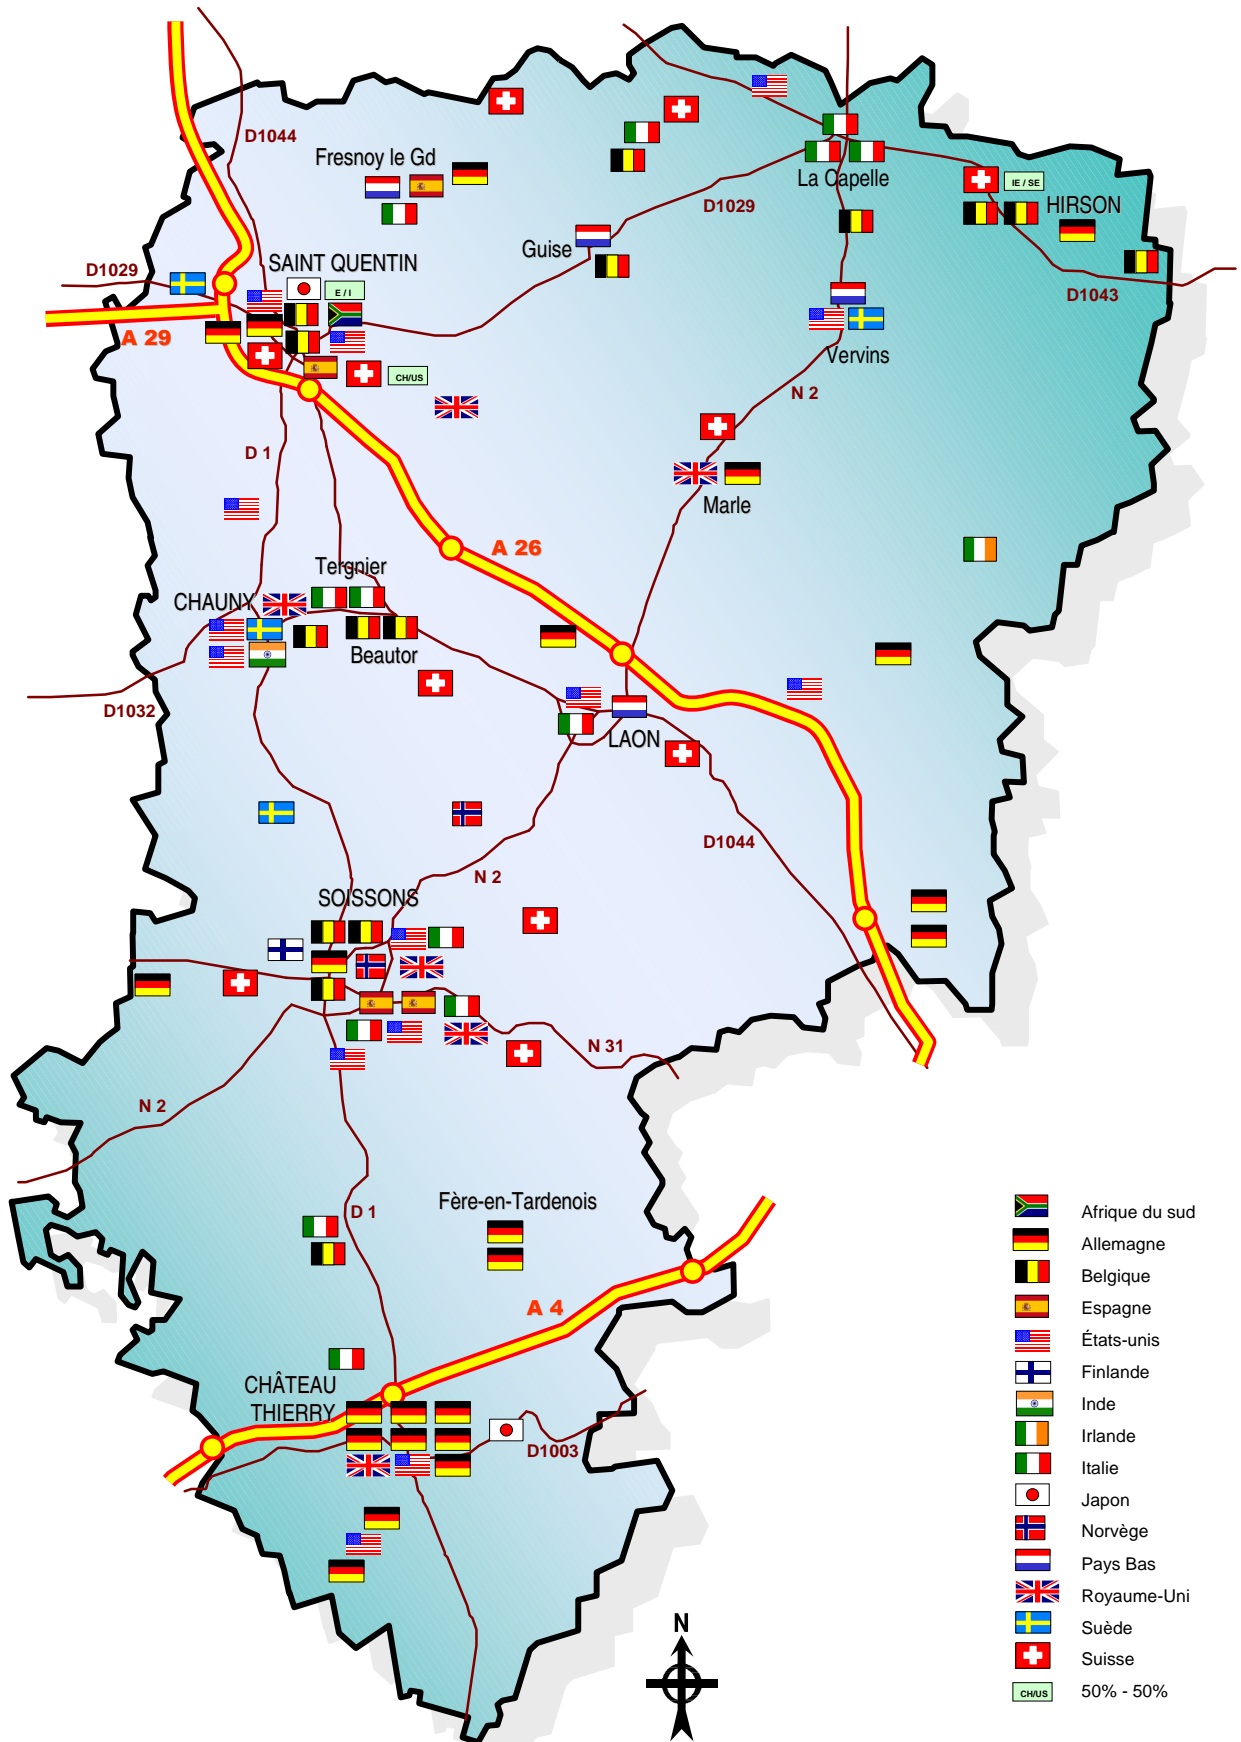 D1044
Fresnoy le Gd
La Capelle
IE / SE
HIRSON
D1029
Guise
SAINT QUENTIN
D1029
E / I
D1043
A 29
Vervins
CH/US
N 2
D 1
Marle
A 26
Tergnier
CHAUNY
Beautor
D1032
LAON
D1044
N 2
SOISSONS
N 31
N 2
Fère-en-Tardenois
D 1
A 4
CHÂTEAU
THIERRY
D1003
N
Afrique du sud
Allemagne
Belgique
Espagne
États-unis
Finlande
Inde
Irlande
Italie
Japon
Norvège
Pays Bas
Royaume-Uni
Suède
Suisse
CH/US 50% - 50%